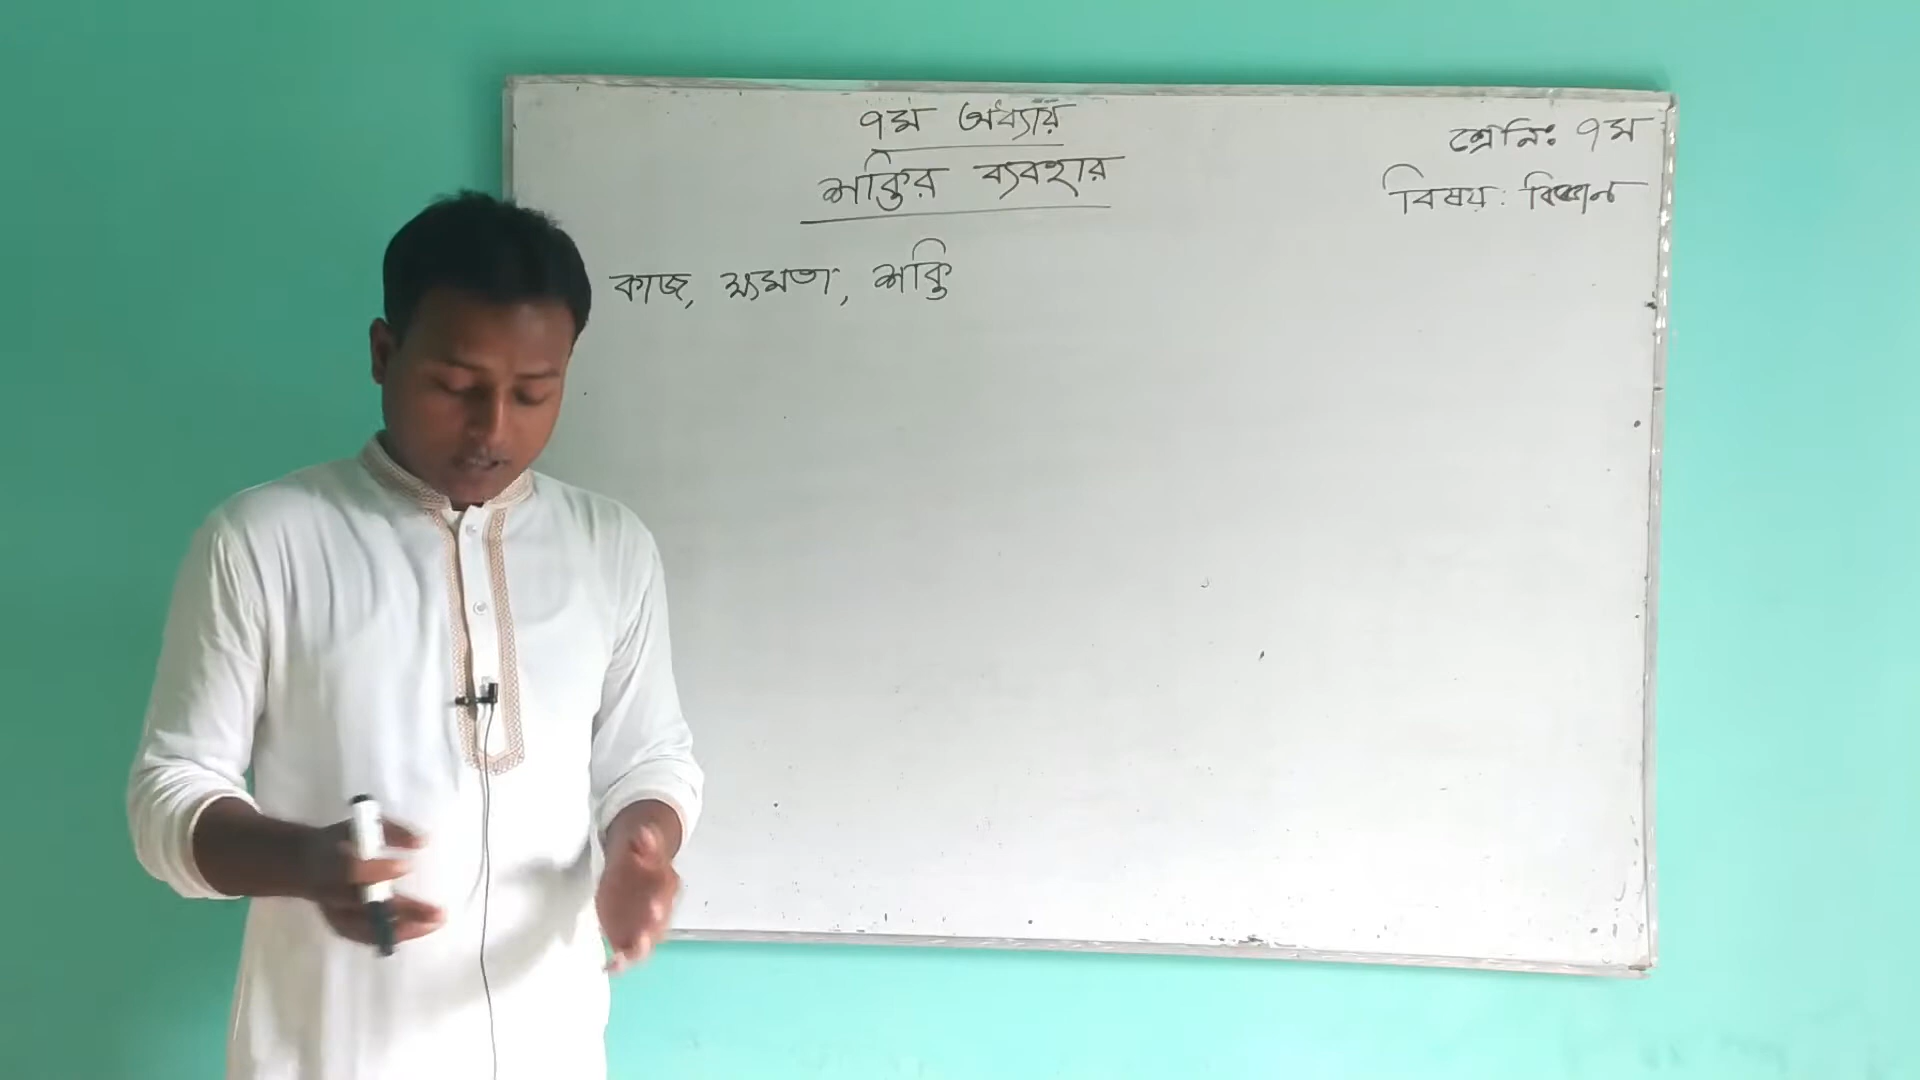 ৭ম অধ্যায়
শক্তির ব্যবহার
শ্রেনিঃ ৭ম
বিষয়: বিজ্ঞান
কাজ, ক্ষমতা, শক্তি